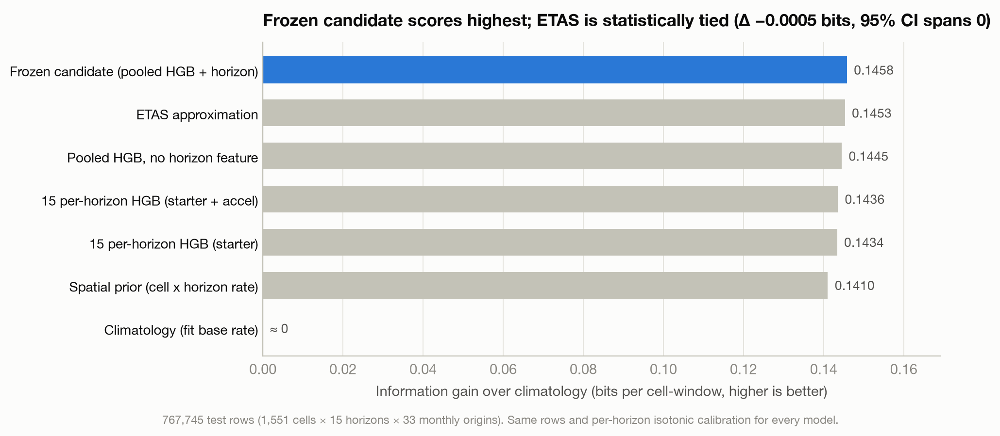 Frozen candidate scores highest; ETAS is statistically tied (Δ −0.0005 bits, 95% CI spans 0)
Frozen candidate (pooled HGB + horizon) 0.1458
ETAS approximation 0.1453
Pooled HGB, no horizon feature 0.1445
15 per-horizon HGB (starter + accel) 0.1436
15 per-horizon HGB (starter) 0.1434
Spatial prior (cell x horizon rate) 0.1410
Climatology (fit base rate) ≈ 0
0.00 0.02 0.04 0.06 0.08 0.10 0.12 0.14 0.16
Information gain over climatology (bits per cell-window, higher is better)
767,745 test rows (1,551 cells × 15 horizons × 33 monthly origins). Same rows and per-horizon isotonic calibration for every model.